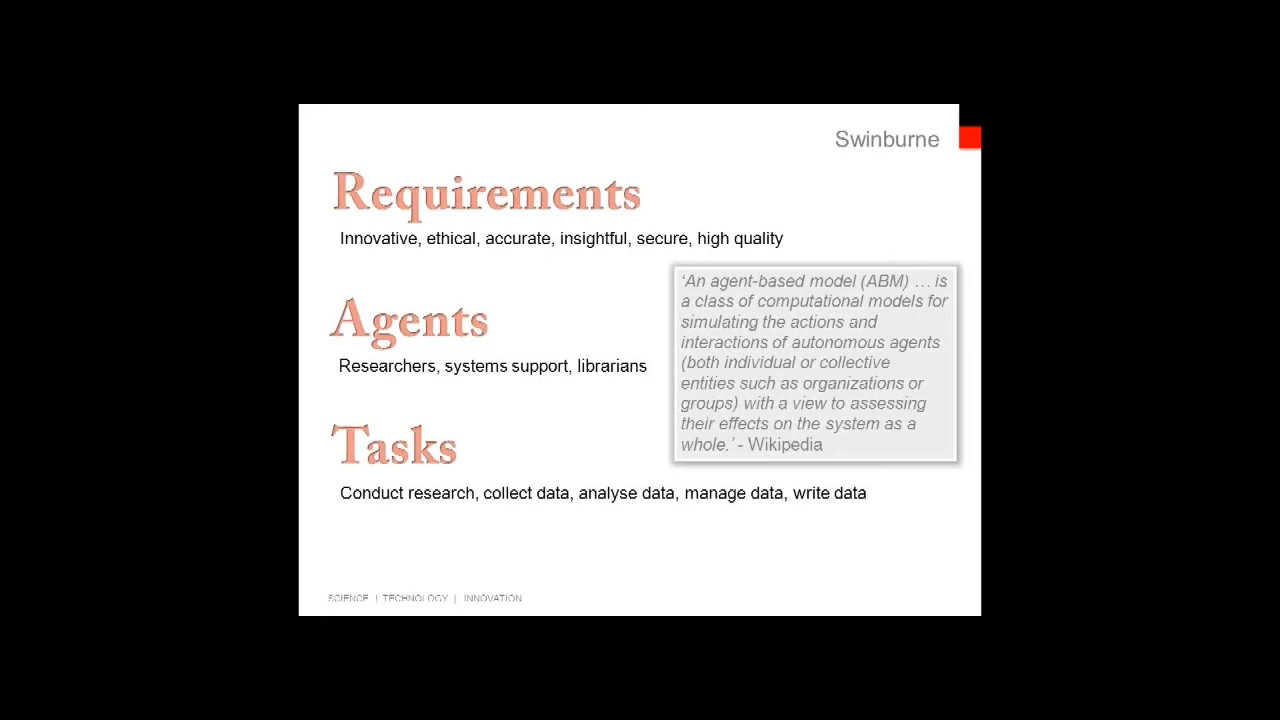 Swinburne
Requirements
Innovative, ethical, accurate, insightful, secure, high quality
Agents
Researchers, systems support, librarians
‘An agent-based model (ABM) … is
a class of computational models for
simulating the actions and
interactions of autonomous agents
(both individual or collective
entities such as organizations or
groups) with a view to assessing
their effects on the system as a
whole.’ - Wikipedia
Tasks
Conduct research, collect data, analyse data, manage data, write data
SCIENCE | TECHNOLOGY | INNOVATION